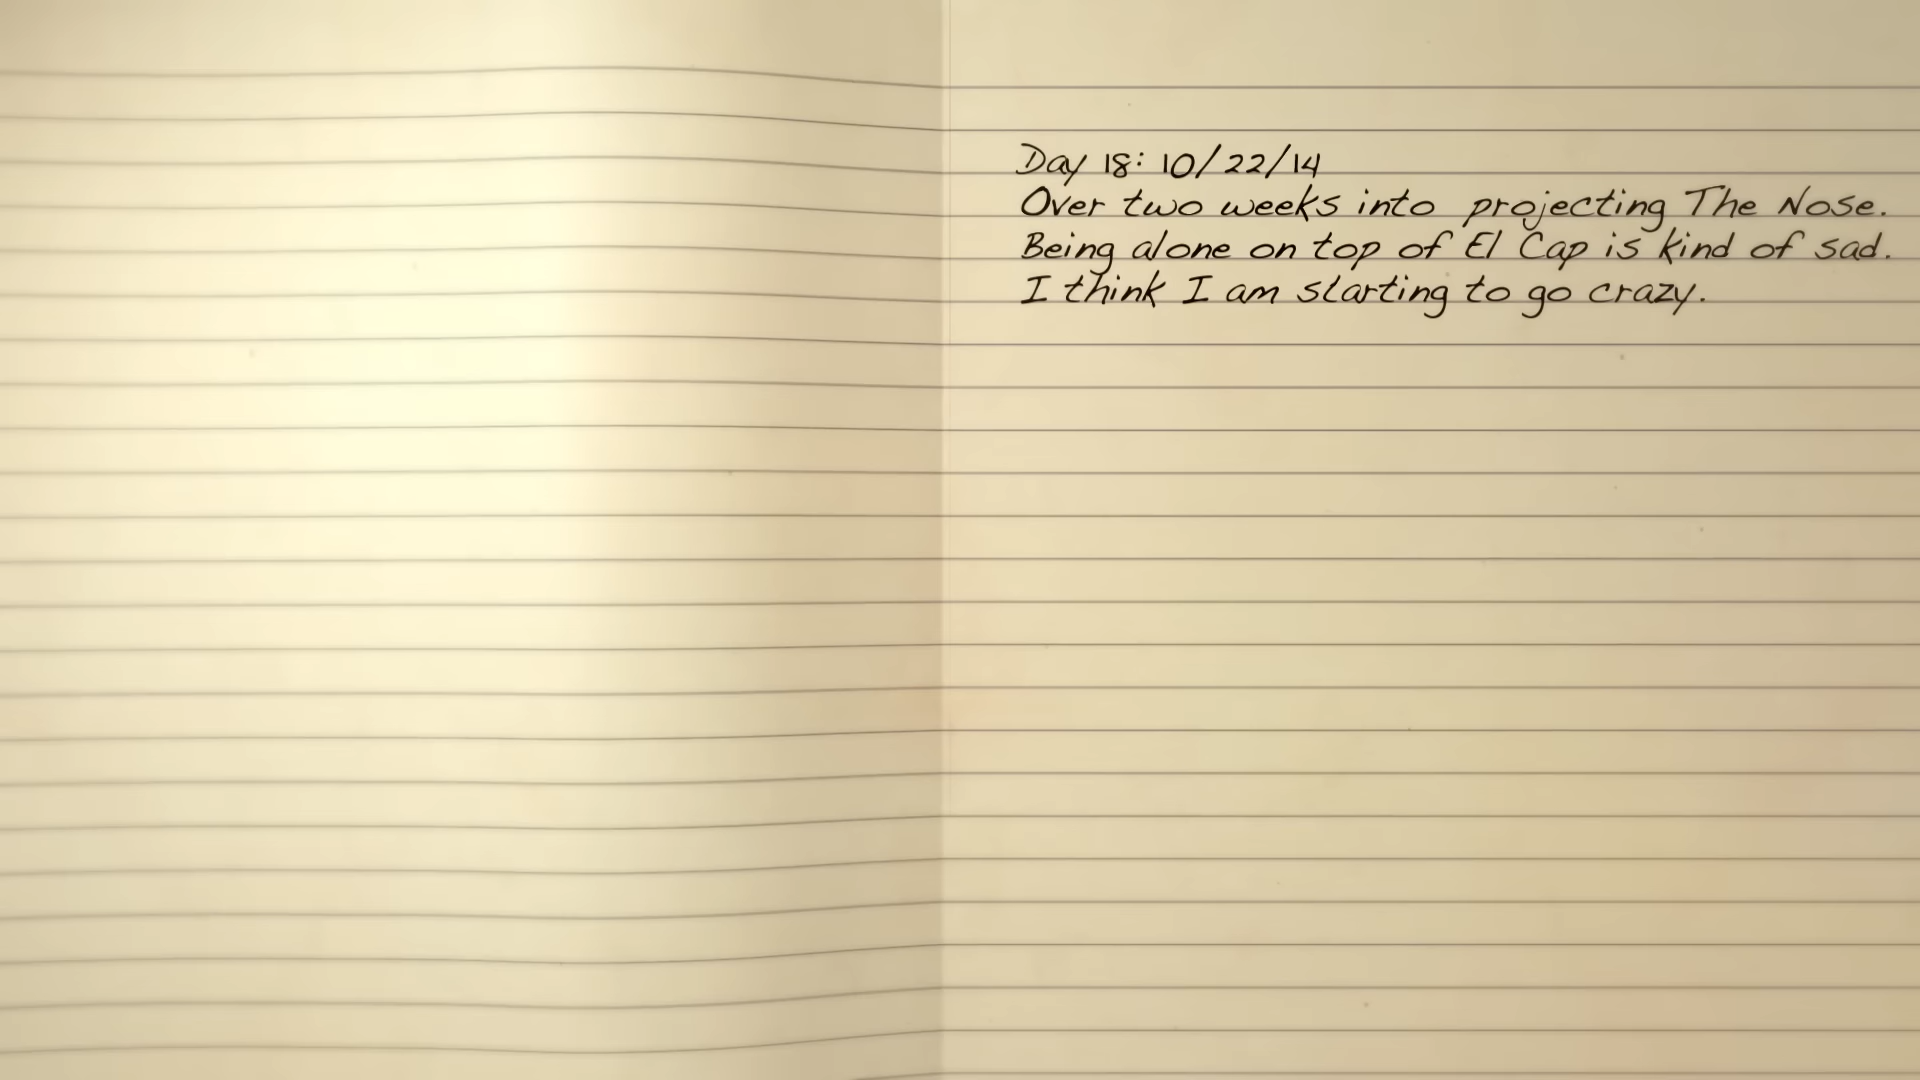 Day 18: 10/22/14
Over two weeks into projecting The Nose.
Being alone on top of El Cap is kind of sad.
I think I am starting to go crazy.